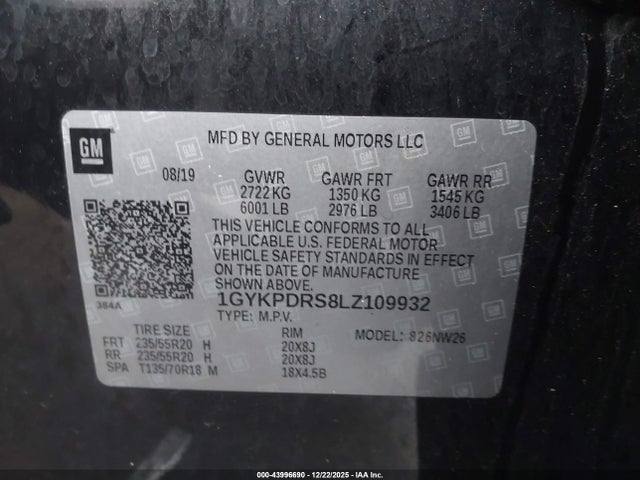 GM
MFD BY GENERAL MOTORS LLC
08/19 GVWR GAWR FRT GAWR RR
2722 KG 1350 KG 1545 KG
6001 LB 2976 LB 3406 LB
THIS VEHICLE CONFORMS TO ALL
APPLICABLE U.S. FEDERAL MOTOR
VEHICLE SAFETY STANDARDS IN EFFECT
ON THE DATE OF MANUFACTURE
SHOWN ABOVE.
384A
1GYKPDRS8LZ109932
TYPE: M.P.V.
MODEL: 826NW26
TIRE SIZE RIM
FRT 235/55R20 H 20X8J
RR 235/55R20 H 20X8J
SPA T135/70R18 M 18X4.5B
000-43996690 - 12/22/2025 - IAA Inc.